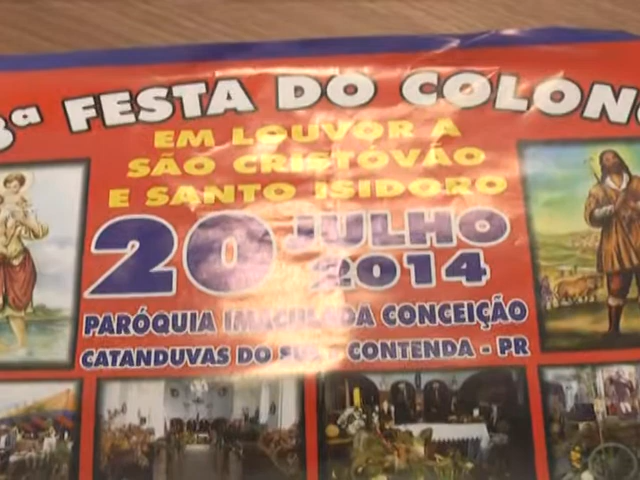 3ª FESTA DO COLON
EM LOUVOR A
SÃO CRISTÓVÃO
E SANTO ISIDORO
20 JULHO
2014
PARÓQUIA IMACULADA CONCEIÇÃO
CATANDUVAS DO SUL - CONTENDA - PR